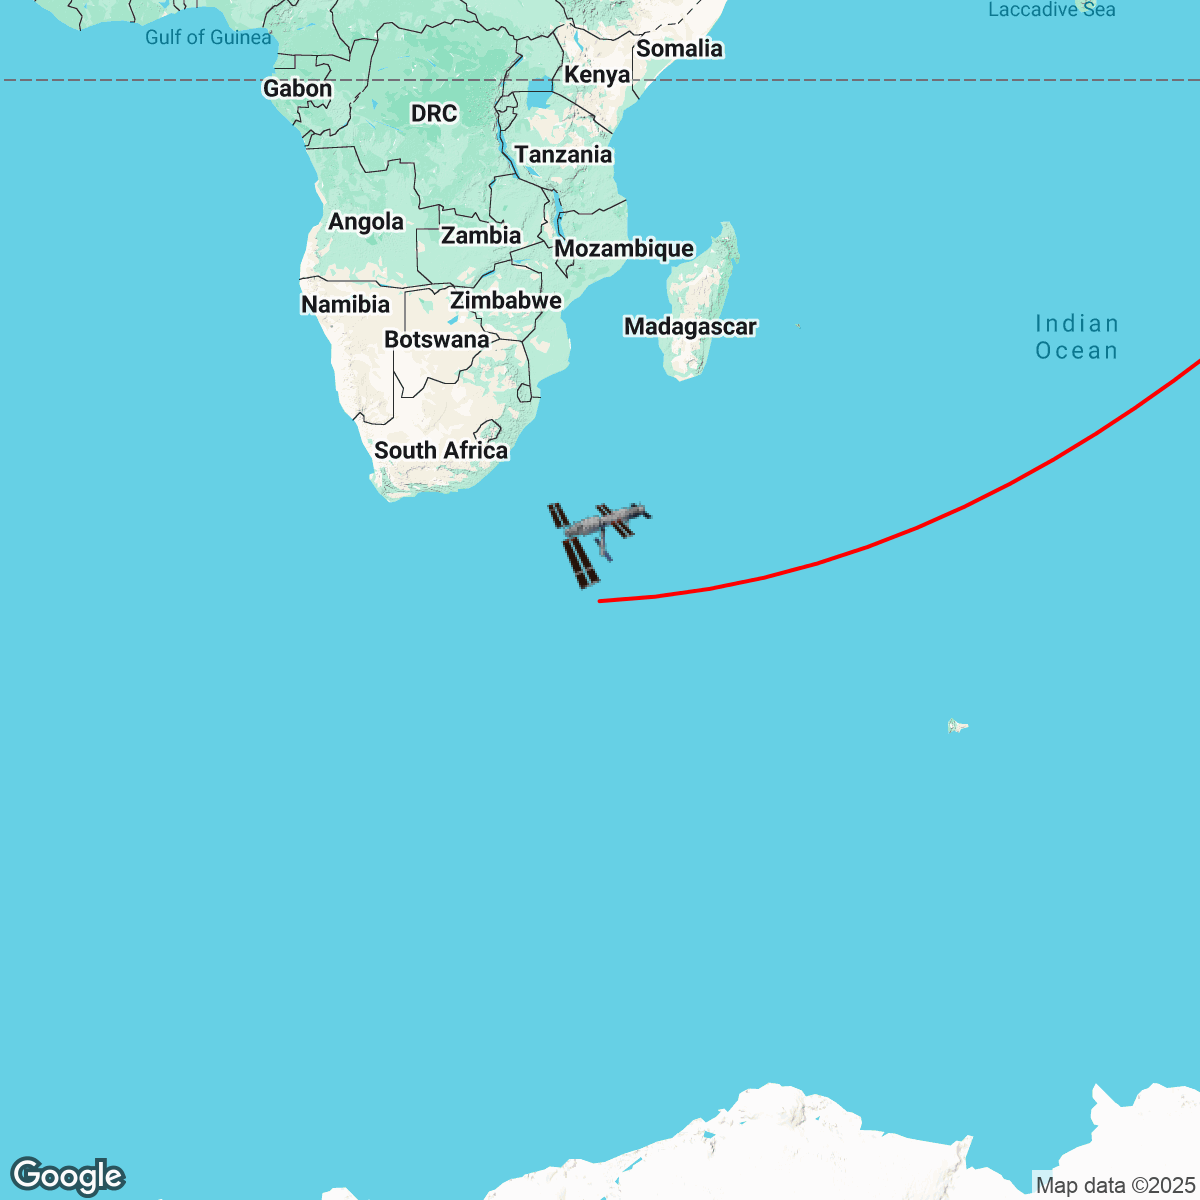 Laccadive Sea
Gulf of Guinea
Somalia
Kenya
Gabon
DRC
Tanzania
Angola
Zambia
Mozambique
Namibia
Zimbabwe
Madagascar
Botswana
Indian
Ocean
South Africa
Google
Map data ©2025